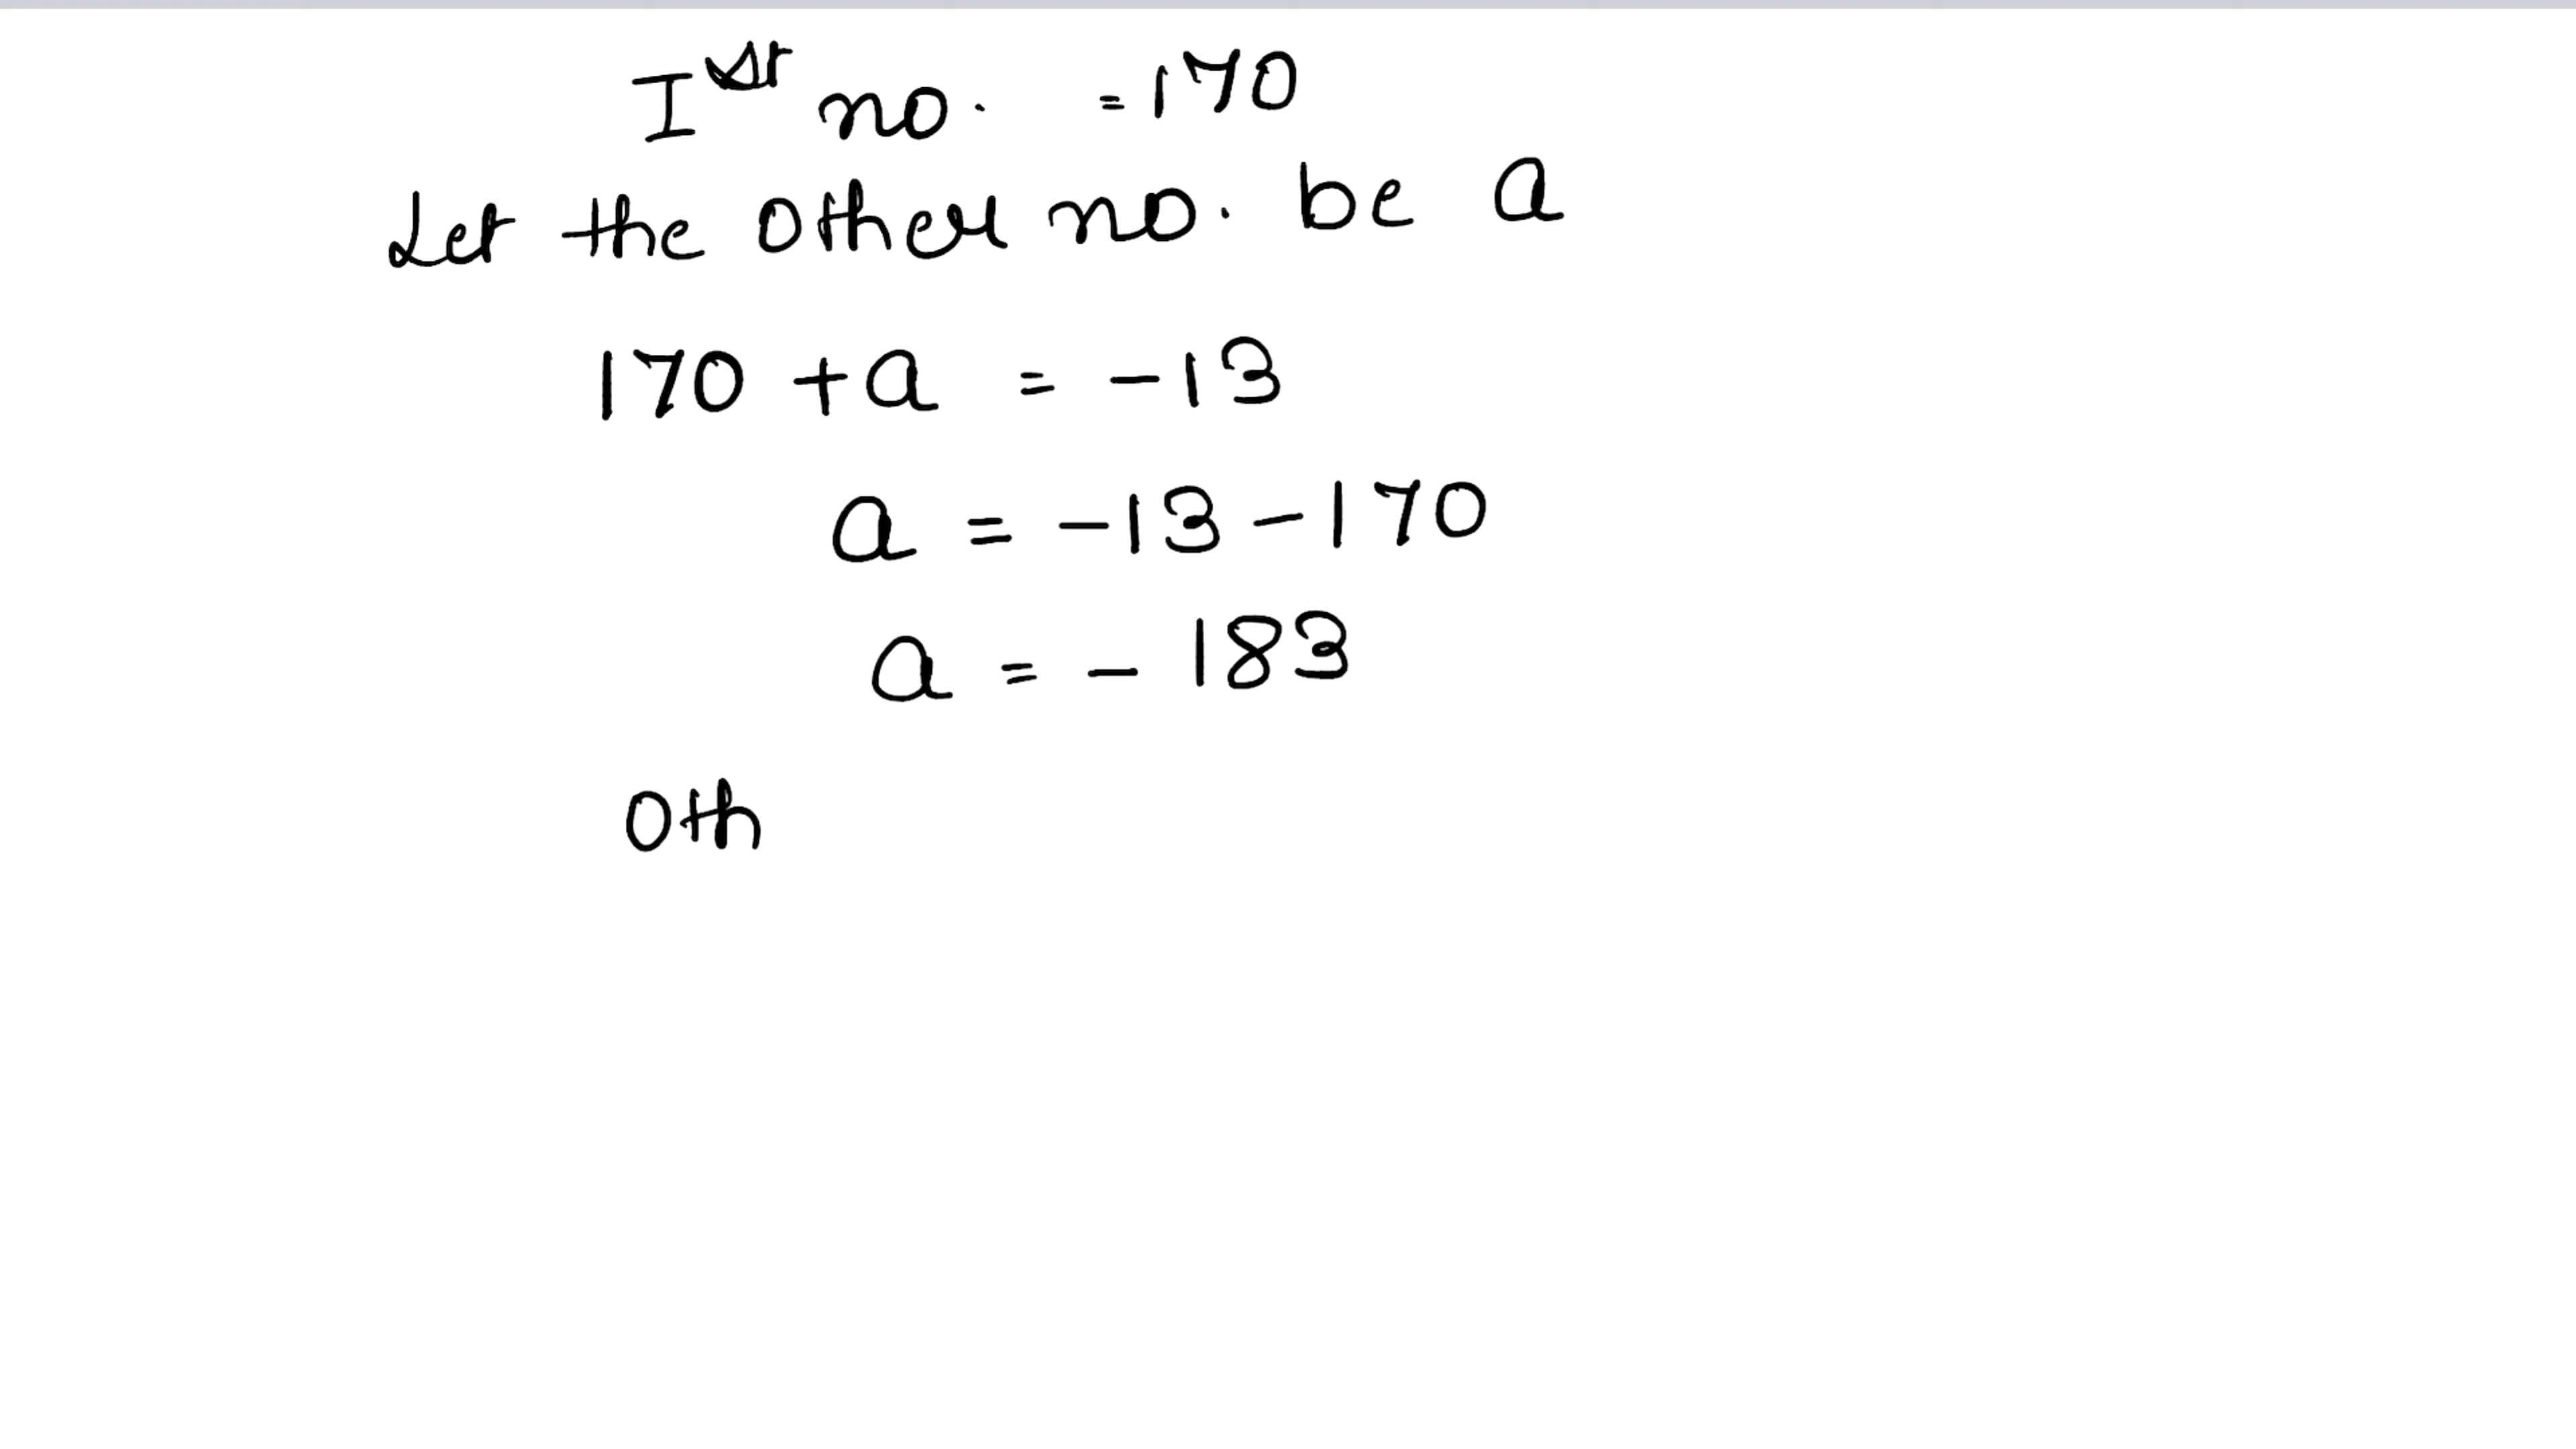 Ist no. = 170
Let the other no. be a
170 + a = -13
a = -13 - 170
a = - 183
Oth